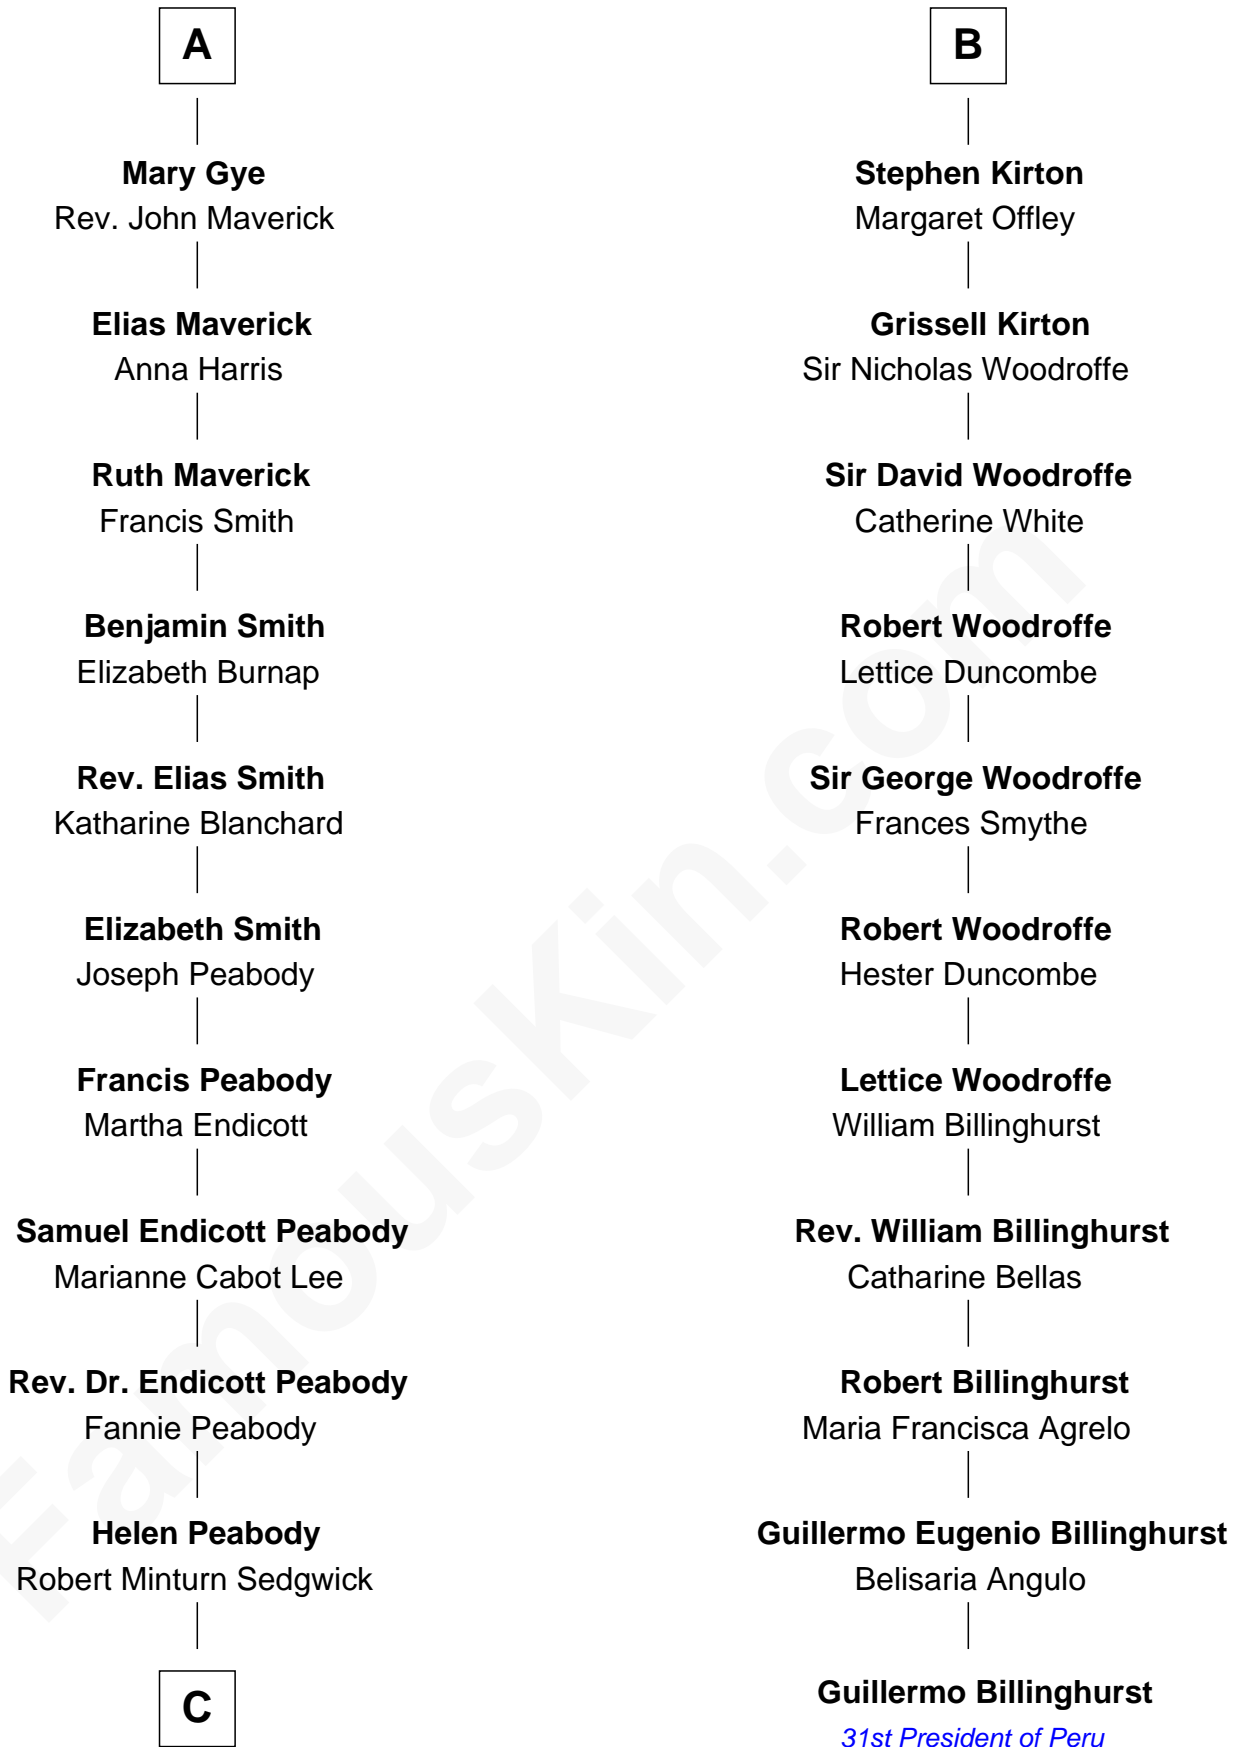 A
Mary Gye
Rev. John Maverick
Elias Maverick
Anna Harris
Ruth Maverick
Francis Smith
Benjamin Smith
Elizabeth Burnap
Rev. Elias Smith
Katharine Blanchard
Elizabeth Smith
Joseph Peabody
Francis Peabody
Martha Endicott
Samuel Endicott Peabody
Marianne Cabot Lee
Rev. Dr. Endicott Peabody
Fannie Peabody
Helen Peabody
Robert Minturn Sedgwick
C
B
Stephen Kirton
Margaret Offley
Grissell Kirton
Sir Nicholas Woodroffe
Sir David Woodroffe
Catherine White
Robert Woodroffe
Lettice Duncombe
Sir George Woodroffe
Frances Smythe
Robert Woodroffe
Hester Duncombe
Lettice Woodroffe
William Billinghurst
Rev. William Billinghurst
Catharine Bellas
Robert Billinghurst
Maria Francisca Agrelo
Guillermo Eugenio Billinghurst
Belisaria Angulo
Guillermo Billinghurst
31st President of Peru
FamousKin.com